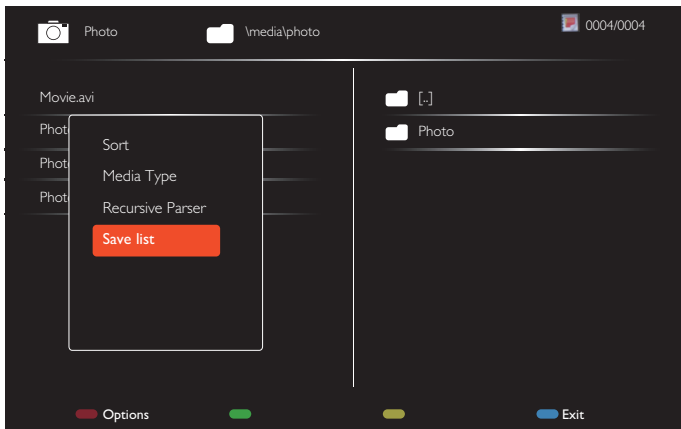 Photo
\media\photo
0004/0004
Movie.avi
Phot
Phot
Phot
Sort
Media Type
Recursive Parser
Save list
[..]
Photo
Options
Exit